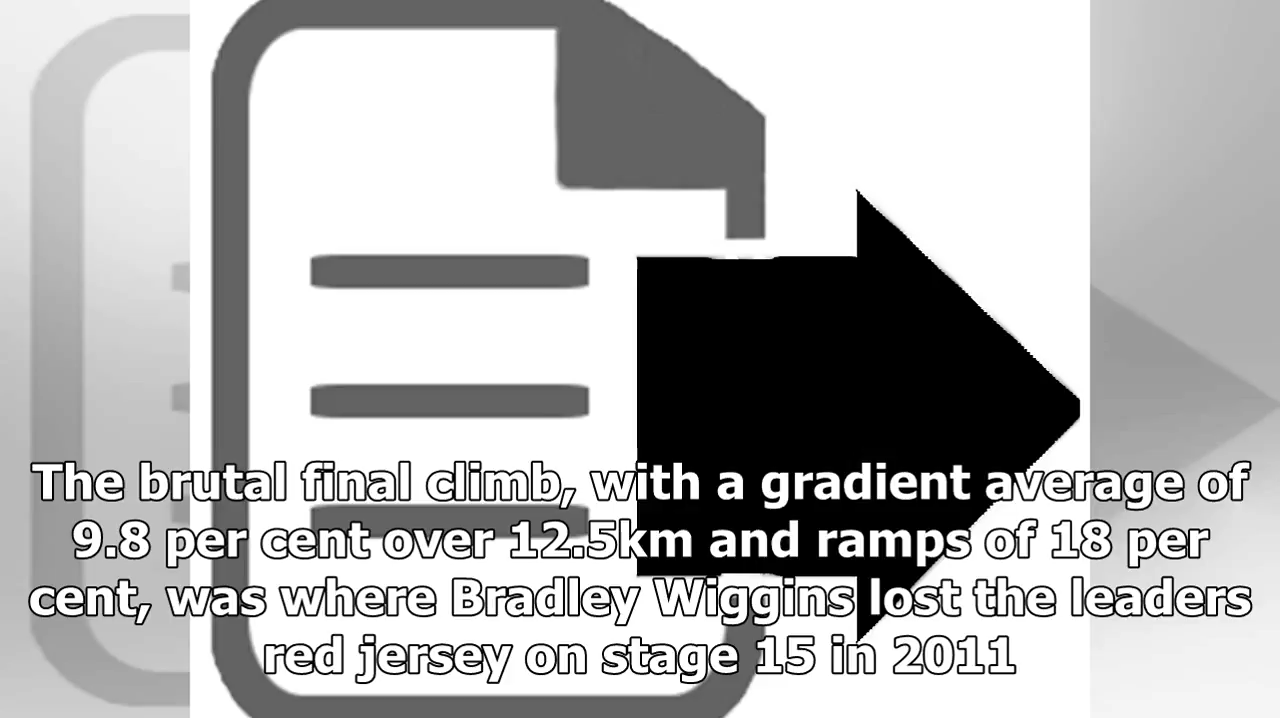 The brutal final climb, with a gradient average of
9.8 per cent over 12.5km and ramps of 18 per
cent, was where Bradley Wiggins lost the leaders
red jersey on stage 15 in 2011